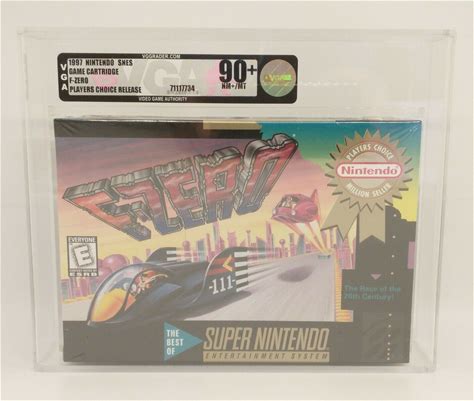 VGGRADER.COM
VGA
1997 NINTENDO SNES
GAME CARTRIDGE
F-ZERO
PLAYERS CHOICE RELEASE 71117734
VIDEO GAME AUTHORITY
90+
NM+/MT
F-ZERO
PLAYERS CHOICE
Nintendo
MILLION SELLER
EVERYONE
E
ESRB
111
The Race of the
26th Century!
THE
BEST
OF
SUPER NINTENDO
ENTERTAINMENT SYSTEM